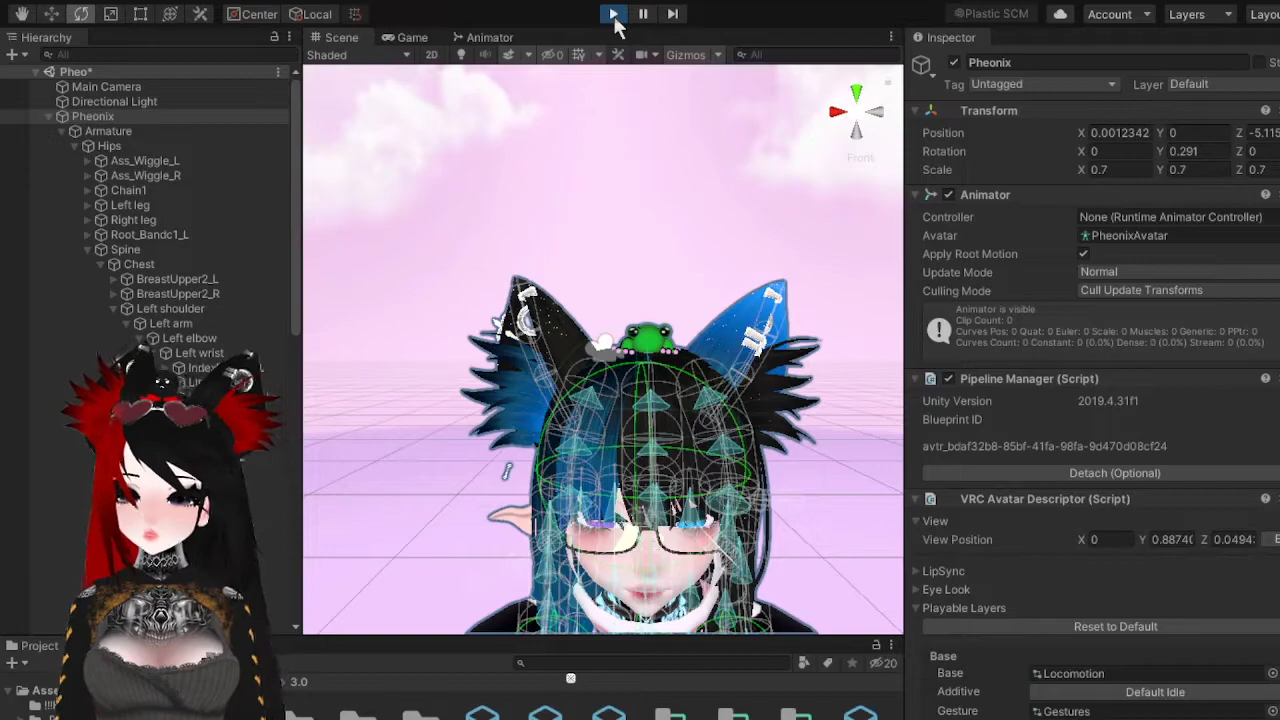 Center
Local
Plastic SCM
Account
Layers
Layou
Hierarchy
All
Pheo*
Main Camera
Directional Light
Pheonix
Armature
Hips
Ass_Wiggle_L
Ass_Wiggle_R
Chain1
Left leg
Right leg
Root_Bandc1_L
Spine
Chest
BreastUpper2_L
BreastUpper2_R
Left shoulder
Left arm
Left elbow
Left wrist
Scene
Game
Animator
Shaded
2D
0
Gizmos
All
Front
Project
20
Asse
3.0
Inspector
Pheonix
St
Tag Untagged Layer Default
Transform
Position X 0.0012342 Y 0 Z -5.115
Rotation X 0 Y 0.291 Z 0
Scale X 0.7 Y 0.7 Z 0.7
Animator
Controller None (Runtime Animator Controller)
Avatar PheonixAvatar
Apply Root Motion
Update Mode Normal
Culling Mode Cull Update Transforms
Animator is visible
Clip Count: 0
Curves Pos: 0 Quat: 0 Euler: 0 Scale: 0 Muscles: 0 Generic: 0 PPtr: 0
Curves Count: 0 Constant: 0 (0.0%) Dense: 0 (0.0%) Stream: 0 (0.0%)
Pipeline Manager (Script)
Unity Version 2019.4.31f1
Blueprint ID
avtr_bdaf32b8-85bf-41fa-98fa-9d470d08cf24
Detach (Optional)
VRC Avatar Descriptor (Script)
View
View Position X 0 Y 0.8874 Z 0.0494
LipSync
Eye Look
Playable Layers
Reset to Default
Base
Base Locomotion
Additive Default Idle
Gesture Gestures